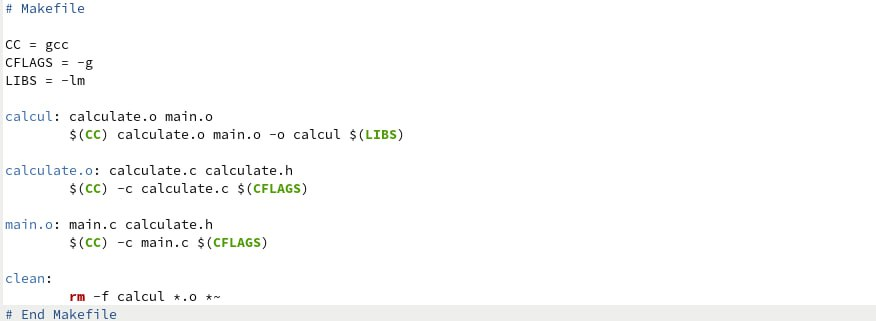 # Makefile
CC = gcc
CFLAGS = -g
LIBS = -lm
calcul: calculate.o main.o
$(CC) calculate.o main.o -o calcul $(LIBS)
calculate.o: calculate.c calculate.h
$(CC) -c calculate.c $(CFLAGS)
main.o: main.c calculate.h
$(CC) -c main.c $(CFLAGS)
clean:
rm -f calcul *.o *~
# End Makefile